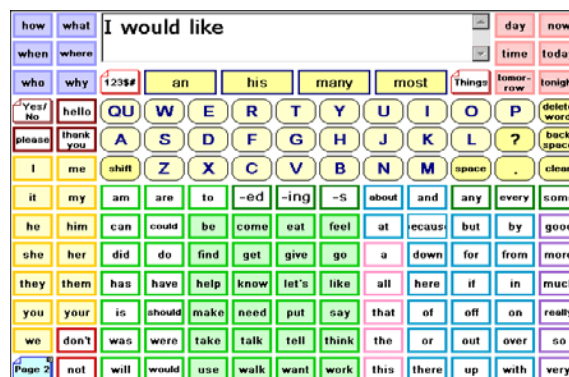 how what I would like day now
when where time today
who why 123$# an his many most Things tomor-row tonight
Yes/No hello QU W E R T Y U I O P delete word
please thank you A S D F G H J K L ? back space
I me shift Z X C V B N M space . clear
it my am are to -ed -ing -s about and any every some
he him can could be come eat feel at ecaus but by good
she her did do find get give go a down for from more
they them has have help know let's like all here if in much
you your is should make need put say that of off on really
we don't was were take talk tell think the or out over so
Page 2 not will would use walk want work this there up with very